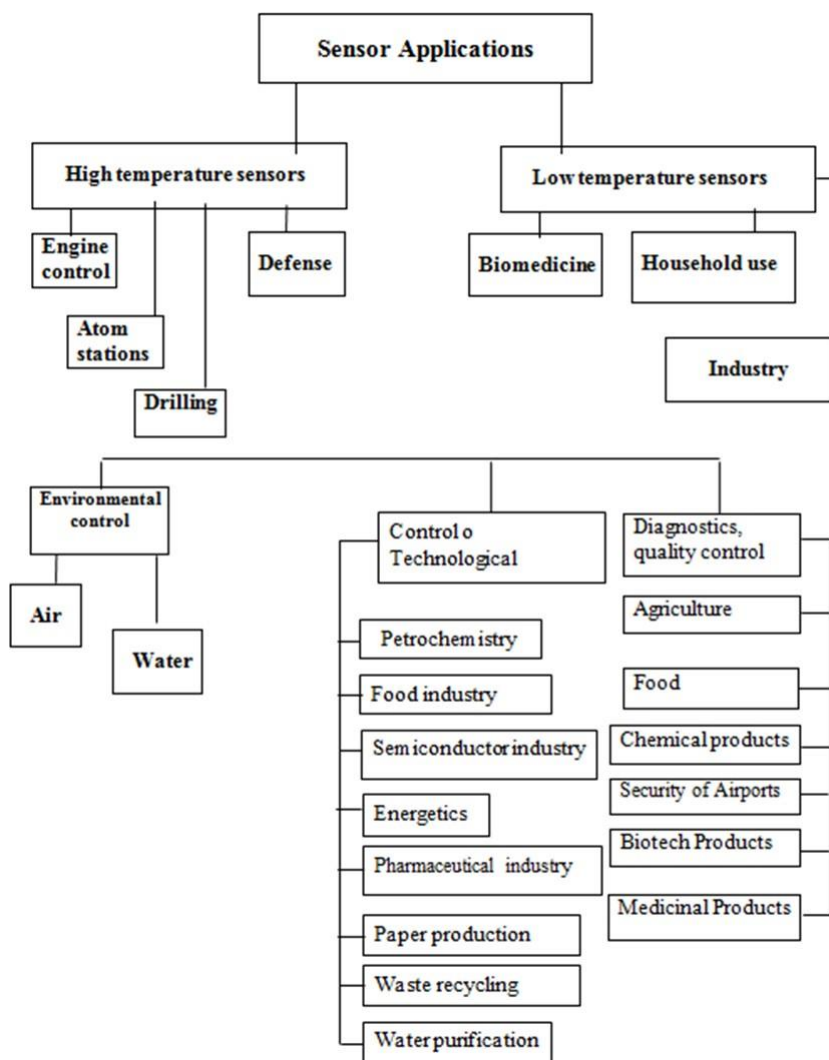 Sensor Applications
High temperature sensors
Low temperature sensors
Engine
control
Defense
Biomedicine
Household use
Atom
stations
Industry
Drilling
Environmental
control
Control o
Technological
Diagnostics,
quality control
Air
Water
Agriculture
Petrochemistry
Food industry
Food
Semiconductor industry
Chemical products
Energetics
Security of Airports
Pharmaceutical industry
Biotech Products
Paper production
Medicinal Products
Waste recycling
Water purification